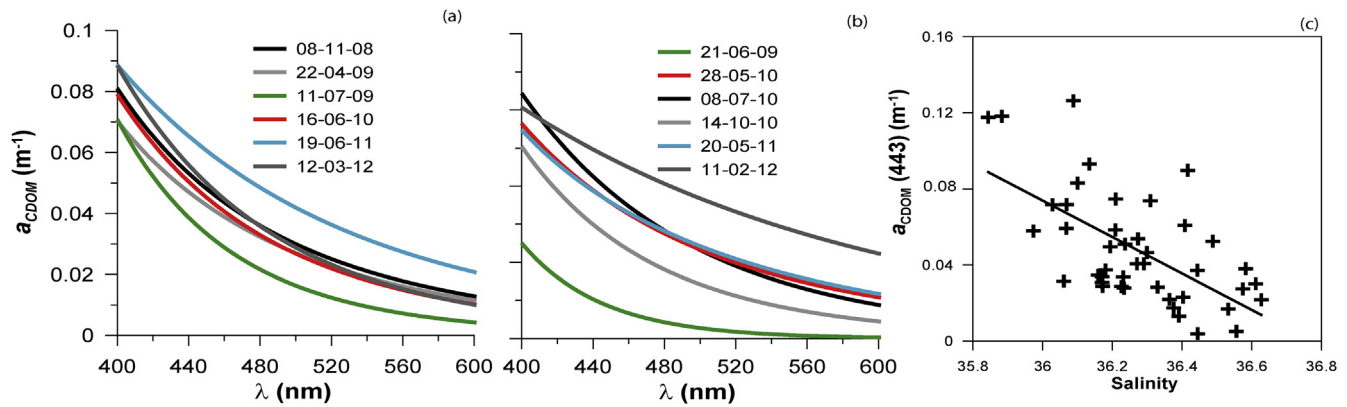 (a)
0.1
0.08
0.06
0.04
0.02
0
aCDOM (m-1)
08-11-08
22-04-09
11-07-09
16-06-10
19-06-11
12-03-12
400 440 480 520 560 600
λ (nm)
(b)
21-06-09
28-05-10
08-07-10
14-10-10
20-05-11
11-02-12
400 440 480 520 560 600
λ (nm)
(c)
0.16
0.12
0.08
0.04
0
aCDOM (443) (m-1)
35.8 36 36.2 36.4 36.6 36.8
Salinity